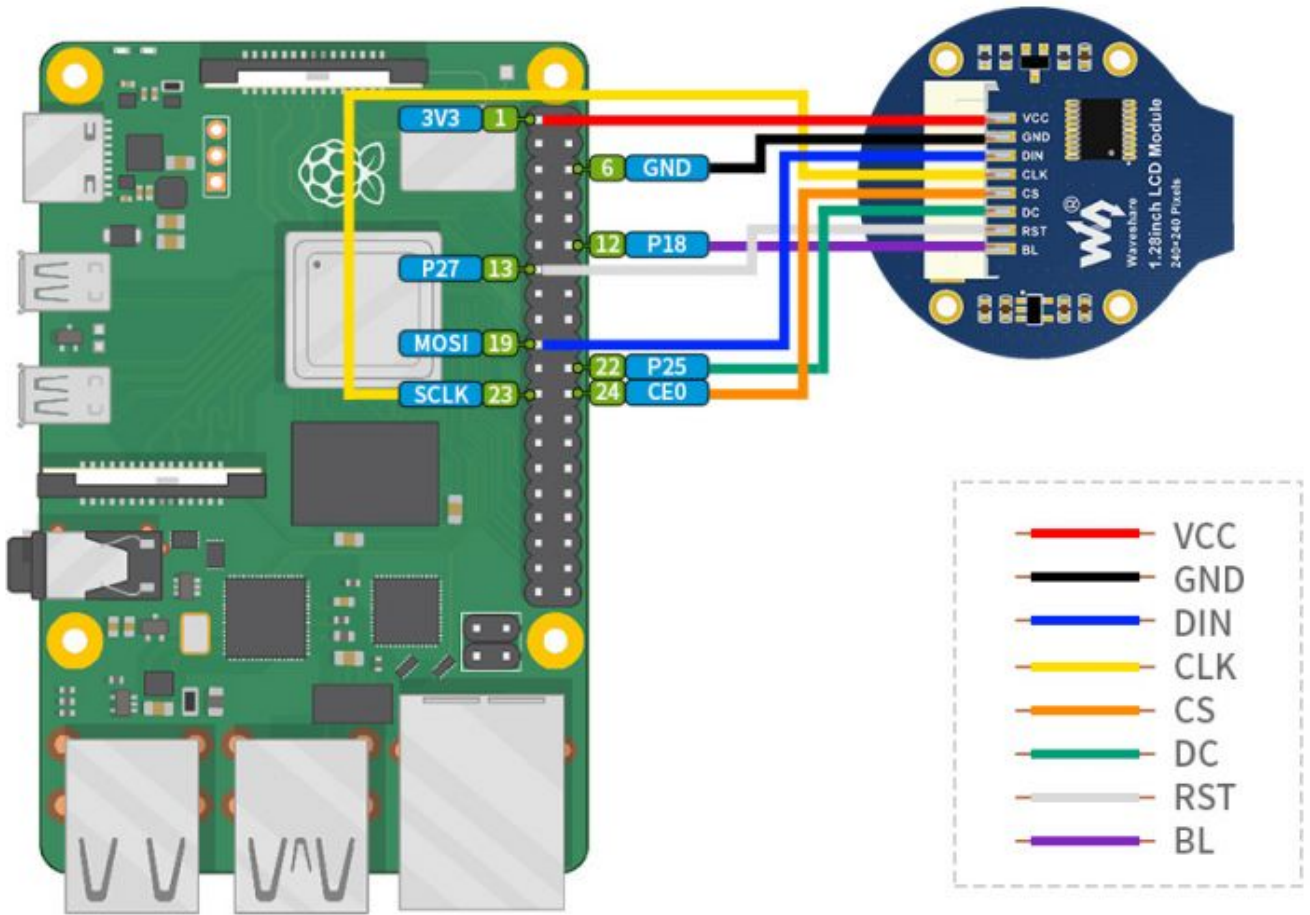 3V3 1
6 GND
12 P18
P27 13
MOSI 19
22 P25
SCLK 23
24 CE0
VCC
GND
DIN
CLK
CS
DC
RST
BL
®
Waveshare
1.28inch LCD Module
240×240 Pixels
VCC
GND
DIN
CLK
CS
DC
RST
BL